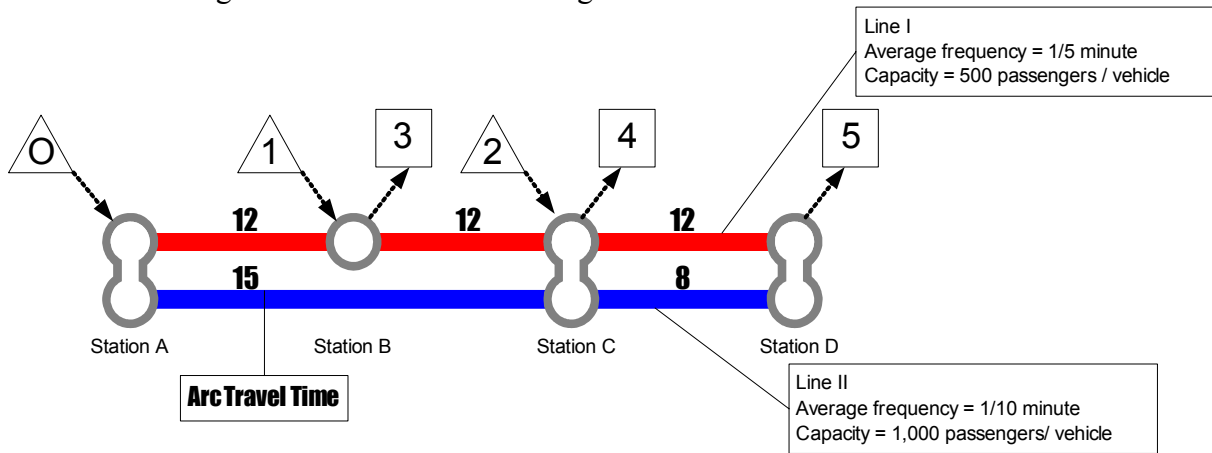 Line I
Average frequency = 1/5 minute
Capacity = 500 passengers / vehicle
O
1
3
2
4
5
12
12
12
15
8
Station A
Station B
Station C
Station D
Arc Travel Time
Line II
Average frequency = 1/10 minute
Capacity = 1,000 passengers/ vehicle